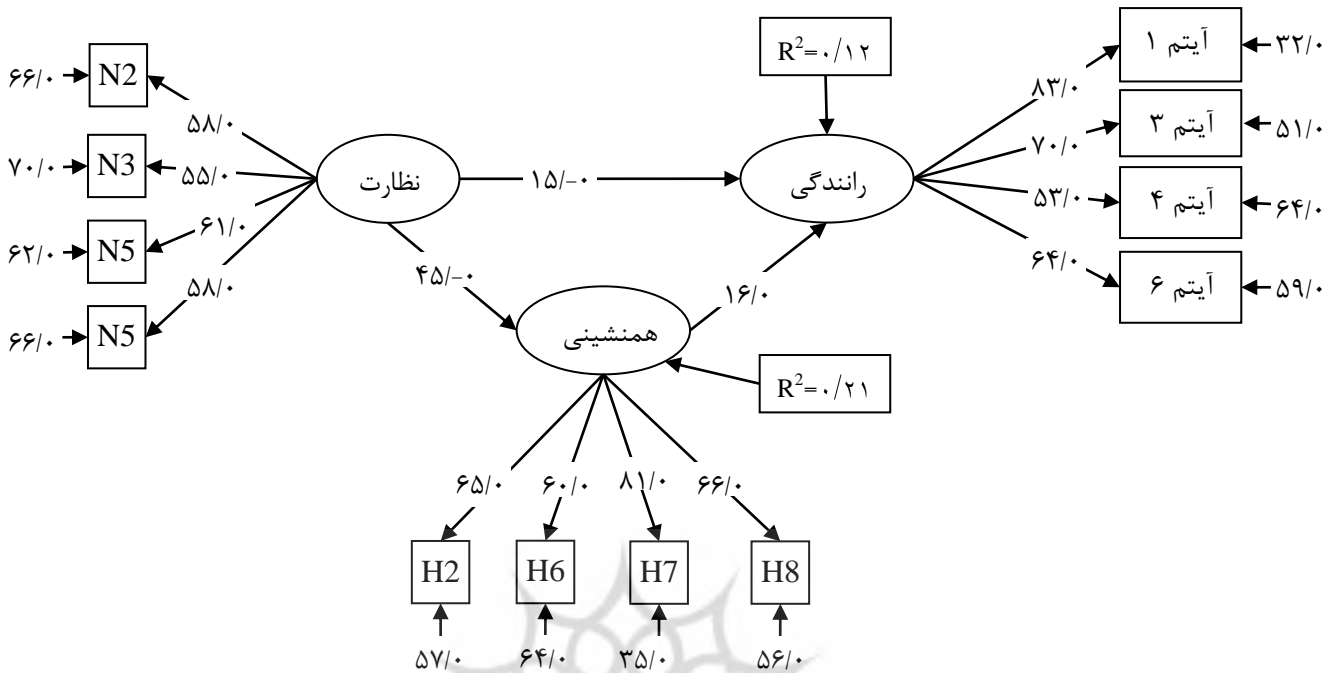 R²=۰/۱۲
آیتم ۱
۳۲/۰
۸۳/۰
N2
۶۶/۰
۵۸/۰
آیتم ۳
۵۱/۰
۷۰/۰
N3
۷۰/۰
۵۵/۰
نظارت
۱۵/-۰
رانندگی
آیتم ۴
۶۴/۰
۵۳/۰
N5
۶۲/۰
۶۱/۰
۴۵/-۰
۱۶/۰
۶۴/۰
آیتم ۶
۵۹/۰
N5
۶۶/۰
۵۸/۰
همنشینی
R²=۰/۲۱
۶۵/۰
۶۰/۰
۸۱/۰
۶۶/۰
H2
H6
H7
H8
۵۷/۰
۶۴/۰
۳۵/۰
۵۶/۰